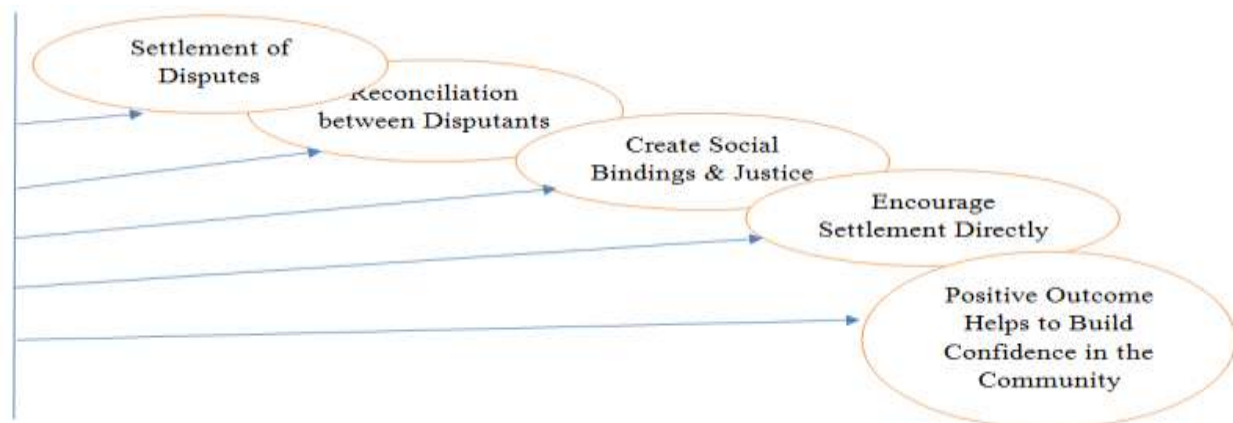 Settlement of
Disputes
Reconciliation
between Disputants
Create Social
Bindings & Justice
Encourage
Settlement Directly
Positive Outcome
Helps to Build
Confidence in the
Community